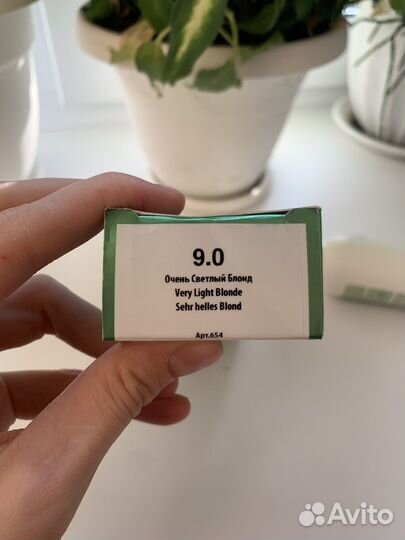 9.0
Очень Светлый Блонд
Very Light Blonde
Sehr helles Blond
Арт.654
Avito